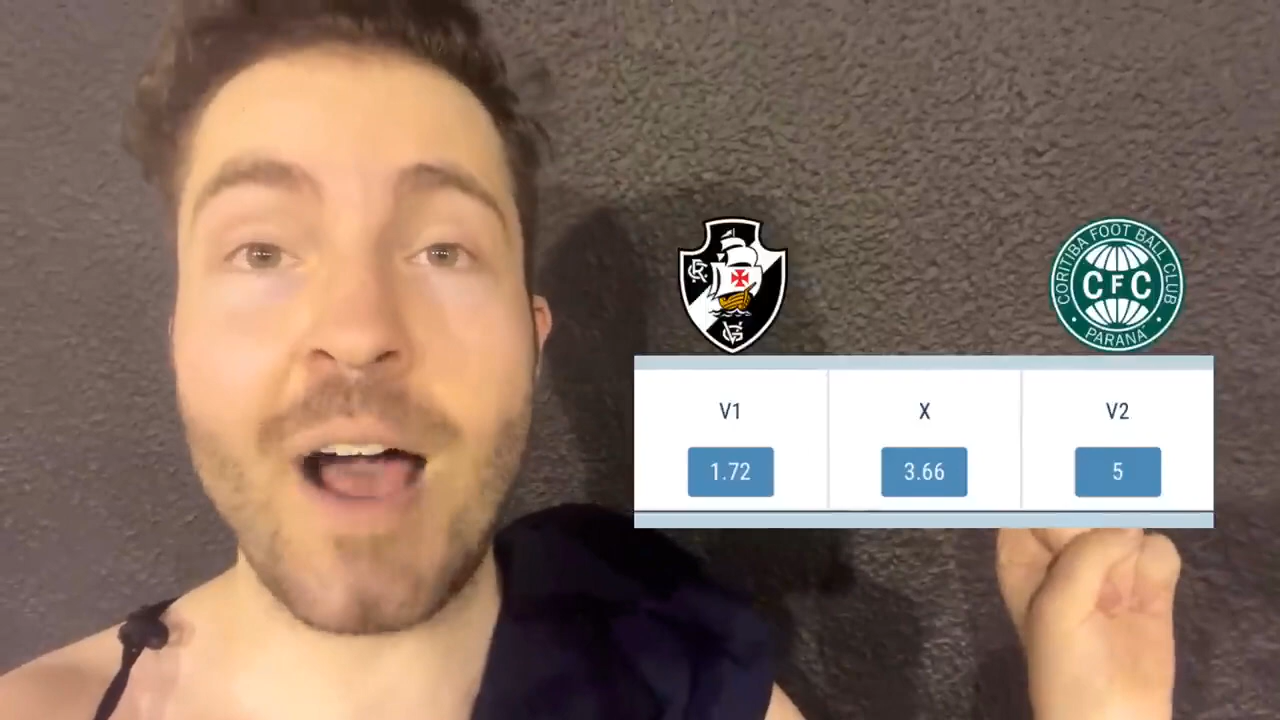 CORITIBA FOOT BALL CLUB
CFC
PARANÁ
V1 X V2
1.72 3.66 5